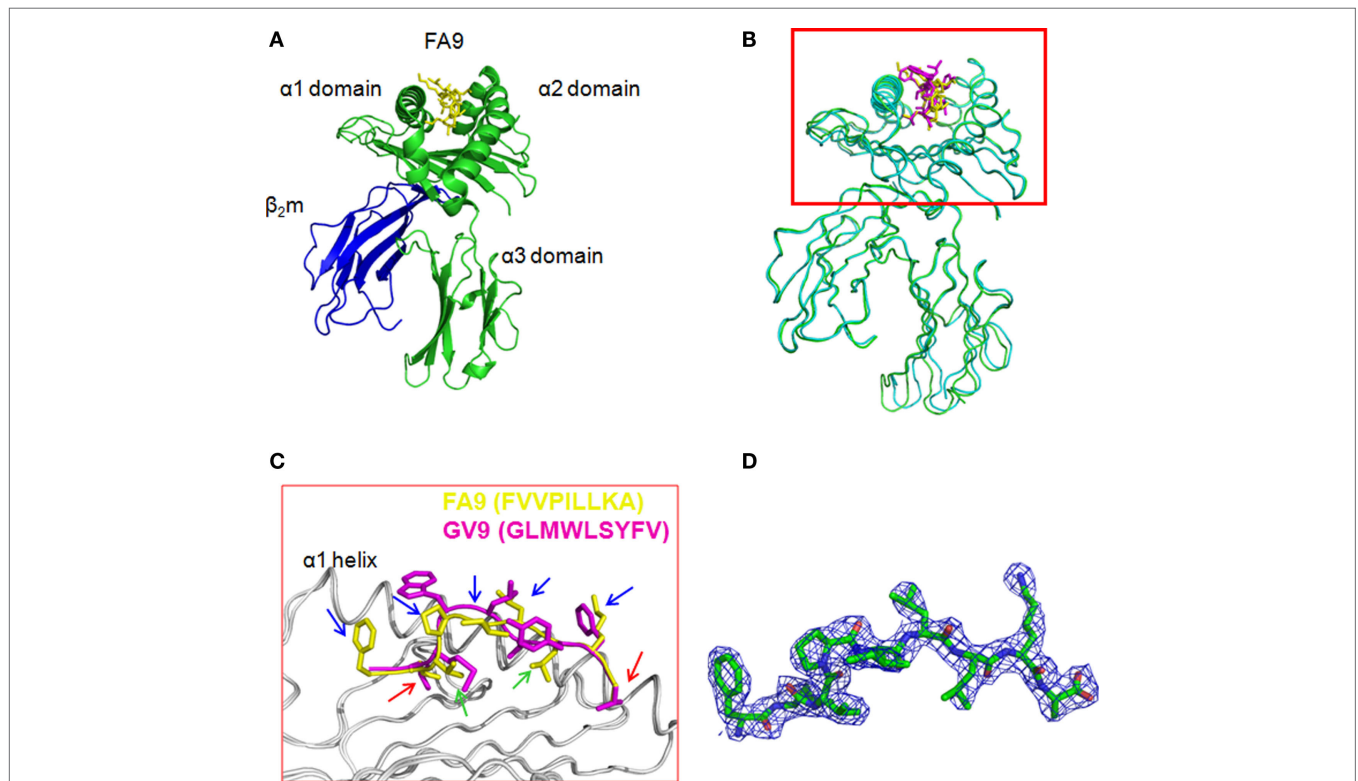 A
FA9
α1 domain
α2 domain
β₂m
α3 domain
B
C
FA9 (FVVPILLKA)
GV9 (GLMWLSYFV)
α1 helix
D